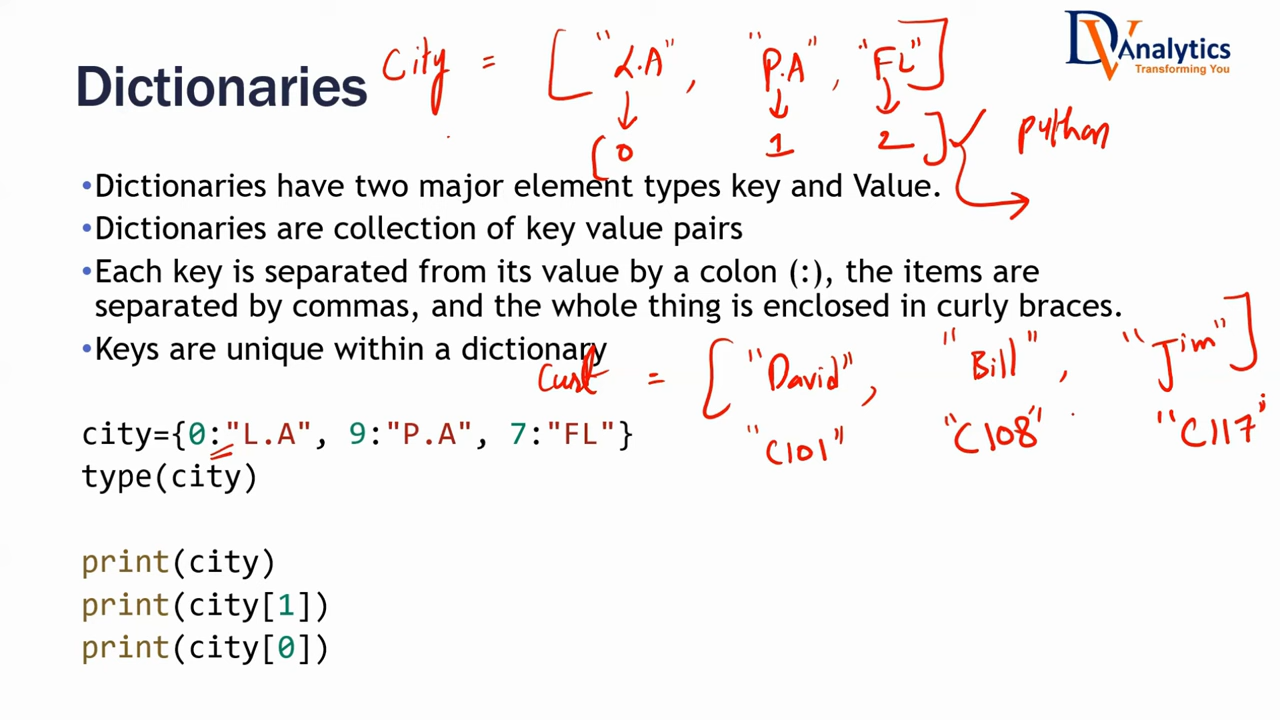 city = ["L.A", "P.A", "FL"]
DV Analytics
Transforming You
Dictionaries
[0 1 2]
python
•Dictionaries have two major element types key and Value.
•Dictionaries are collection of key value pairs
•Each key is separated from its value by a colon (:), the items are
separated by commas, and the whole thing is enclosed in curly braces.
•Keys are unique within a dictionary
Cust = ["David", "Bill", "Jim"]
"C101" "C108" "C117"
city={0:"L.A", 9:"P.A", 7:"FL"}
type(city)
print(city)
print(city[1])
print(city[0])